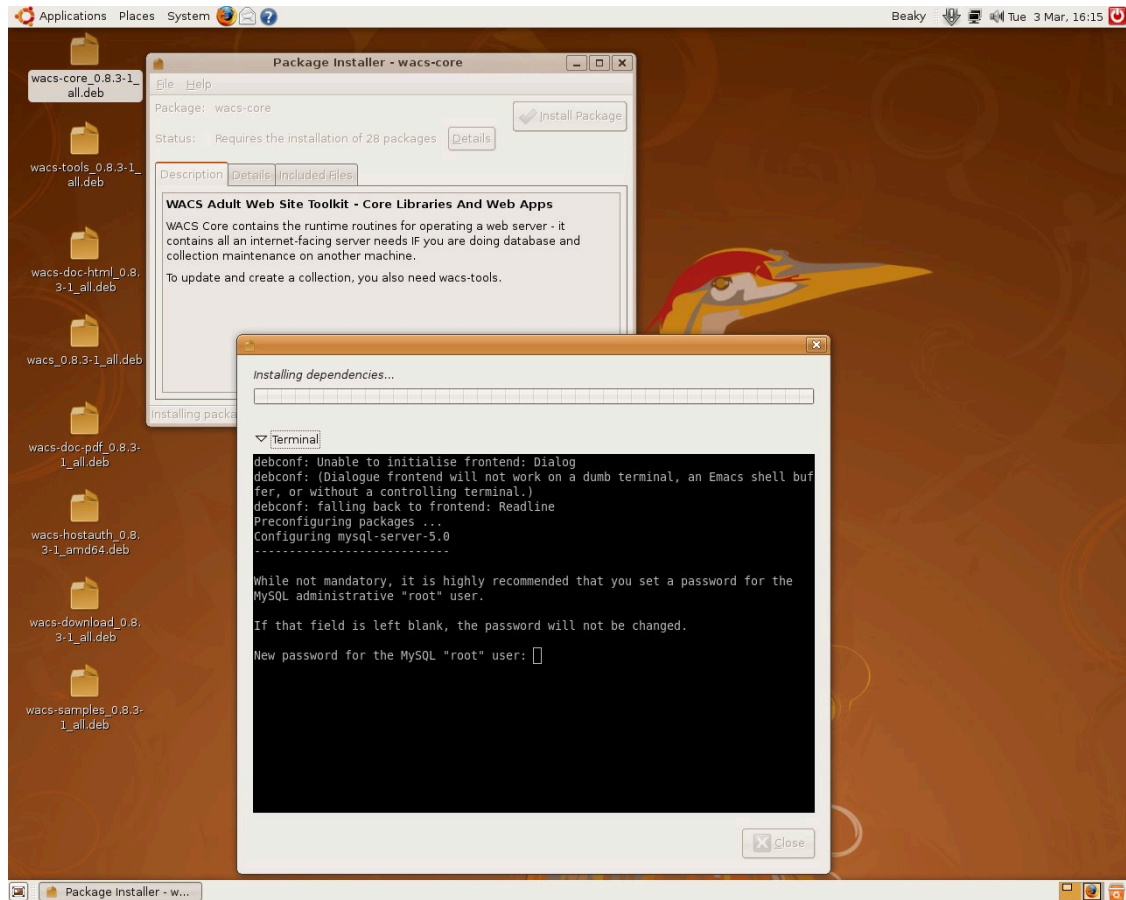 Applications Places System
Beaky
Tue 3 Mar, 16:15
wacs-core_0.8.3-1_
all.deb
wacs-tools_0.8.3-1_
all.deb
wacs-doc-html_0.8.
3-1_all.deb
wacs_0.8.3-1_all.deb
wacs-doc-pdf_0.8.3-
1_all.deb
wacs-hostauth_0.8.
3-1_amd64.deb
wacs-download_0.8.
3-1_all.deb
wacs-samples_0.8.3-
1_all.deb
Package Installer - wacs-core
File Help
Package: wacs-core
Install Package
Status: Requires the installation of 28 packages Details
Description Details Included Files
WACS Adult Web Site Toolkit - Core Libraries And Web Apps
WACS Core contains the runtime routines for operating a web server - it
contains all an internet-facing server needs IF you are doing database and
collection maintenance on another machine.
To update and create a collection, you also need wacs-tools.
Installing packa
Installing dependencies...
Terminal
debconf: Unable to initialise frontend: Dialog
debconf: (Dialogue frontend will not work on a dumb terminal, an Emacs shell buf
fer, or without a controlling terminal.)
debconf: falling back to frontend: Readline
Preconfiguring packages ...
Configuring mysql-server-5.0
----------------------------
While not mandatory, it is highly recommended that you set a password for the
MySQL administrative "root" user.
If that field is left blank, the password will not be changed.
New password for the MySQL "root" user:
Close
Package Installer - w...